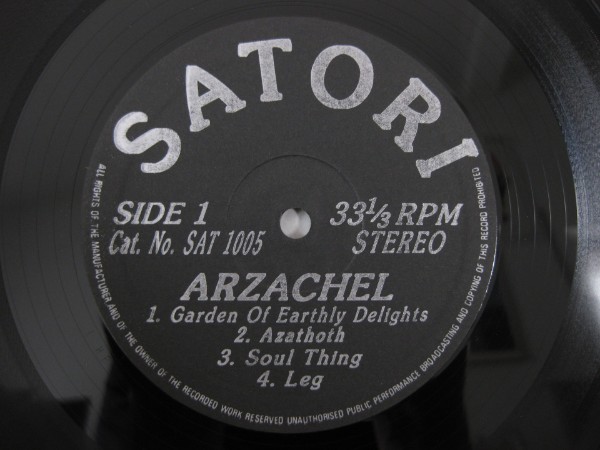 SATORI
SIDE 1
33⅓ RPM
Cat. No. SAT 1005
STEREO
ARZACHEL
1. Garden Of Earthly Delights
2. Azathoth
3. Soul Thing
4. Leg
ALL RIGHTS OF THE MANUFACTURER AND OF THE OWNER OF THE RECORDED WORK RESERVED UNAUTHORISED PUBLIC PERFORMANCE BROADCASTING AND COPYING OF THIS RECORD PROHIBITED